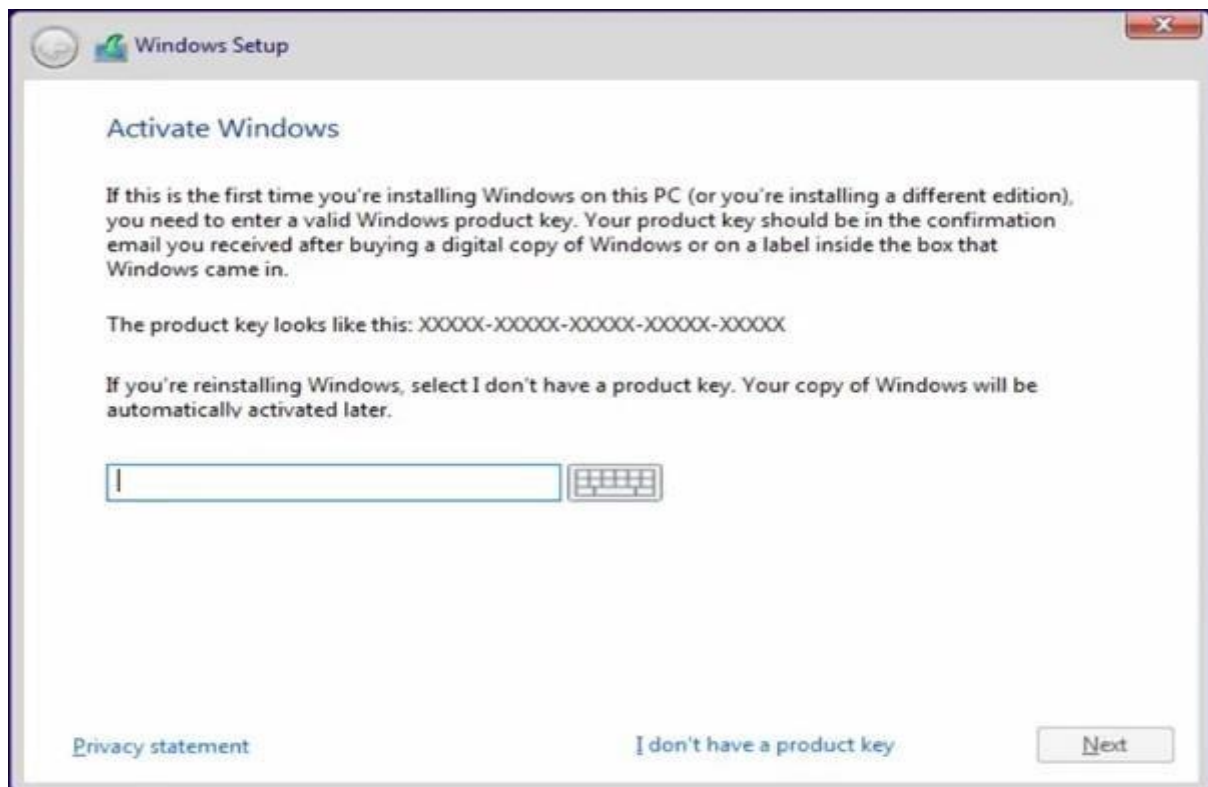 Windows Setup
Activate Windows
If this is the first time you're installing Windows on this PC (or you're installing a different edition),
you need to enter a valid Windows product key. Your product key should be in the confirmation
email you received after buying a digital copy of Windows or on a label inside the box that
Windows came in.
The product key looks like this: XXXXX-XXXXX-XXXXX-XXXXX-XXXXX
If you're reinstalling Windows, select I don't have a product key. Your copy of Windows will be
automatically activated later.
Privacy statement
I don't have a product key
Next